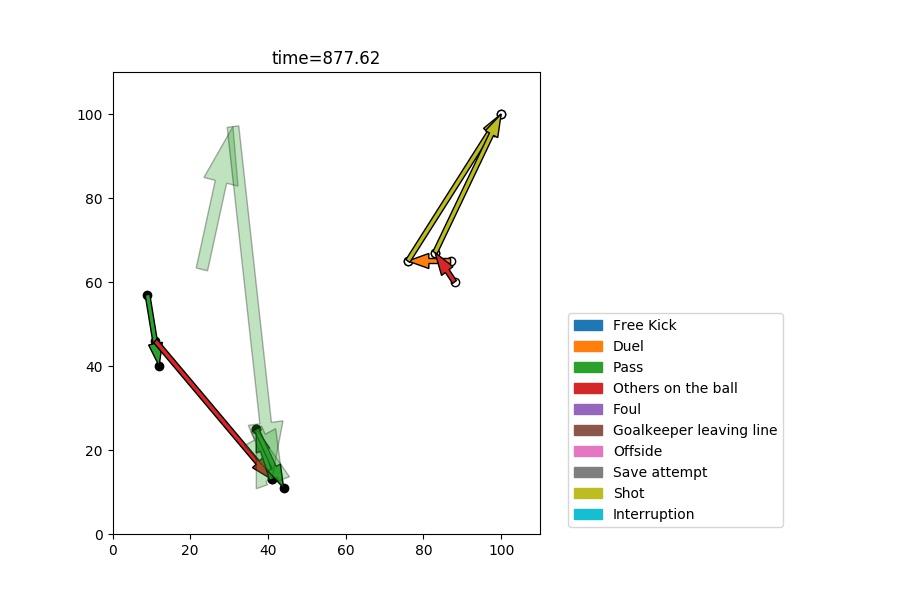 time=877.62
100
80
60
40
20
0
0 20 40 60 80 100
Free Kick
Duel
Pass
Others on the ball
Foul
Goalkeeper leaving line
Offside
Save attempt
Shot
Interruption